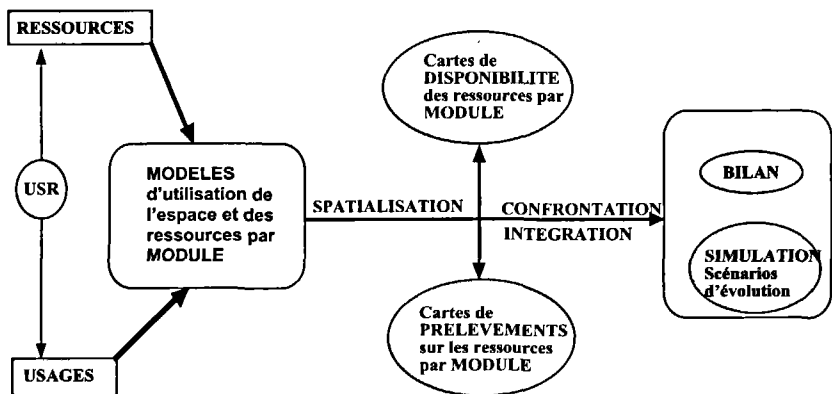 RESSOURCES
USR
USAGES
MODELES
d'utilisation de
l'espace et des
ressources par
MODULE
SPATIALISATION
Cartes de
DISPONIBILITE
des ressources par
MODULE
CONFRONTATION
INTEGRATION
Cartes de
PRELEVEMENTS
sur les ressources
par MODULE
BILAN
SIMULATION
Scénarios
d'évolution